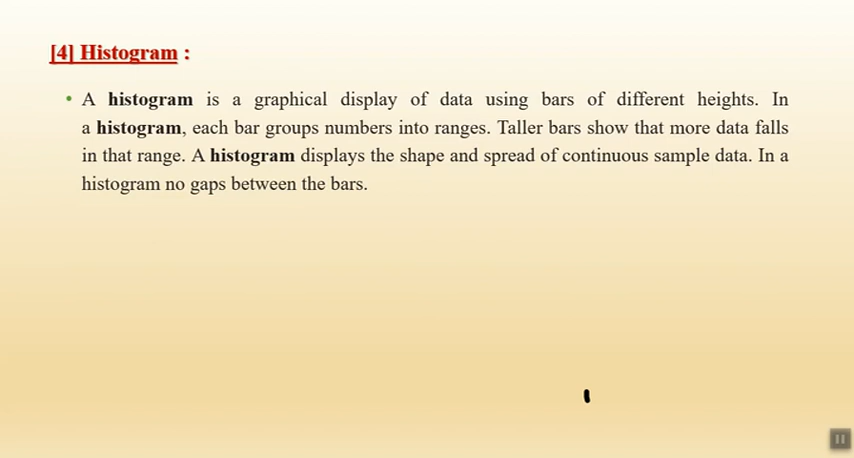 [4] Histogram :
• A histogram is a graphical display of data using bars of different heights. In
a histogram, each bar groups numbers into ranges. Taller bars show that more data falls
in that range. A histogram displays the shape and spread of continuous sample data. In a
histogram no gaps between the bars.